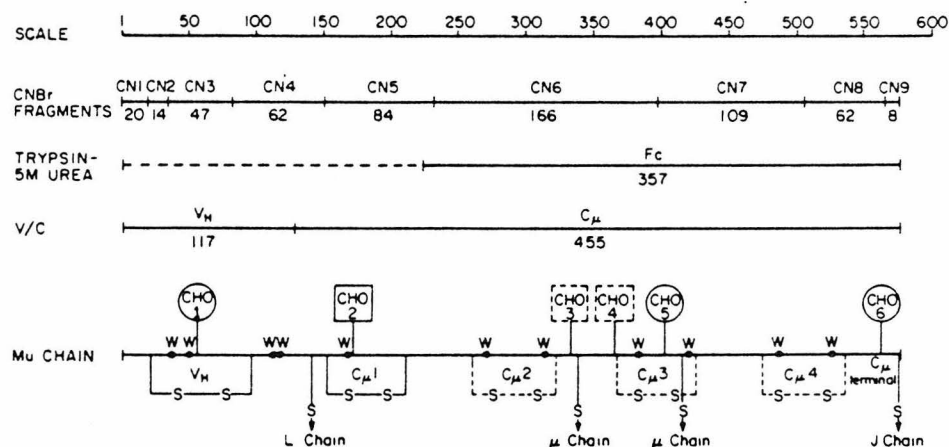 SCALE 1 50 100 150 200 250 300 350 400 450 500 550 600
CN1 CN2 CN3 CN4 CN5 CN6 CN7 CN8 CN9
CNBr
FRAGMENTS
20 14 47 62 84 166 109 62 8
TRYPSIN-
5M UREA
Fc
357
V/C
VH Cμ
117 455
CHO 1 CHO 2 CHO 3 CHO 4 CHO 5 CHO 6
W W WW W W W W W W W
MU CHAIN
VH Cμ1 Cμ2 Cμ3 Cμ4 Cμ
terminal
S S S S S S S S S S
S S S S
L Chain μ Chain μ Chain J Chain